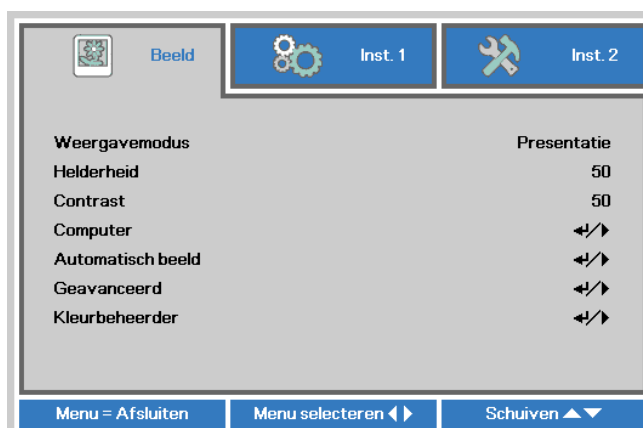 Beeld Inst. 1 Inst. 2
Weergavemodus Presentatie
Helderheid 50
Contrast 50
Computer ↵/▶
Automatisch beeld ↵/▶
Geavanceerd ↵/▶
Kleurbeheerder ↵/▶
Menu = Afsluiten Menu selecteren ◀▶ Schuiven ▲▼